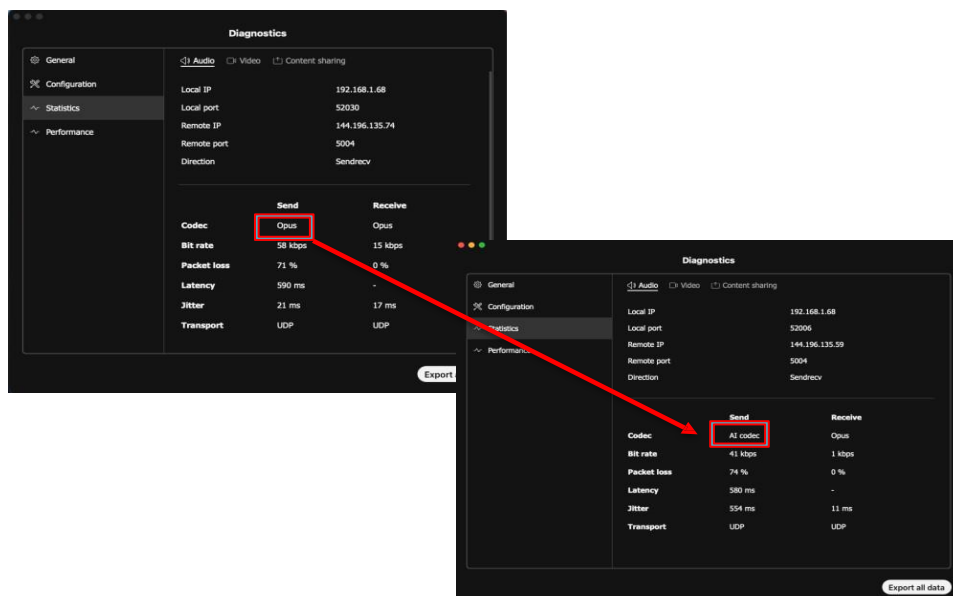 Diagnostics
General
Configuration
Statistics
Performance
Audio Video Content sharing
Local IP 192.168.1.68
Local port 52030
Remote IP 144.196.135.74
Remote port 5004
Direction Sendrecv
Send Receive
Codec Opus Opus
Bit rate 58 kbps 15 kbps
Packet loss 71 % 0 %
Latency 590 ms -
Jitter 21 ms 17 ms
Transport UDP UDP
Export
Diagnostics
General
Configuration
Statistics
Performance
Audio Video Content sharing
Local IP 192.168.1.68
Local port 52006
Remote IP 144.196.135.59
Remote port 5004
Direction Sendrecv
Send Receive
Codec AI codec Opus
Bit rate 41 kbps 1 kbps
Packet loss 74 % 0 %
Latency 580 ms -
Jitter 554 ms 11 ms
Transport UDP UDP
Export all data